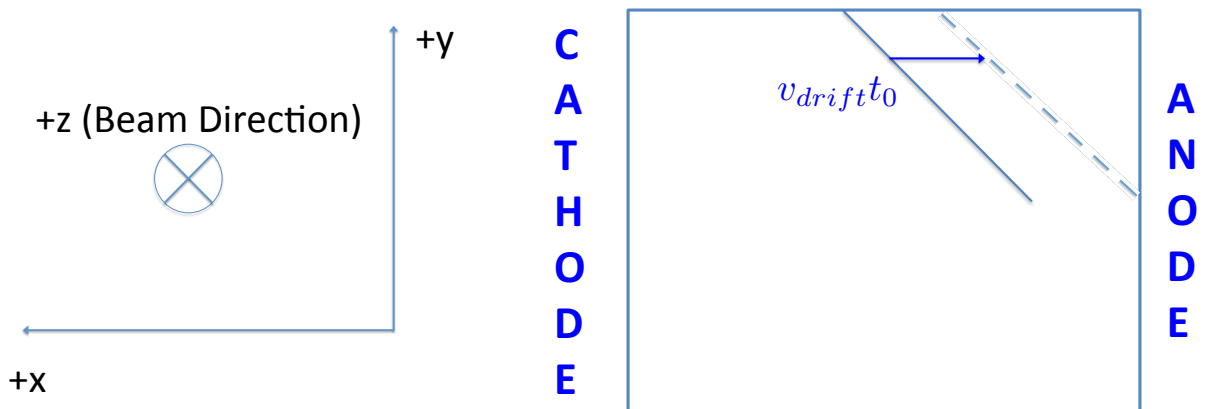 +y
+z (Beam Direction)
+x
C
A
T
H
O
D
E
v_{drift}t_0
A
N
O
D
E